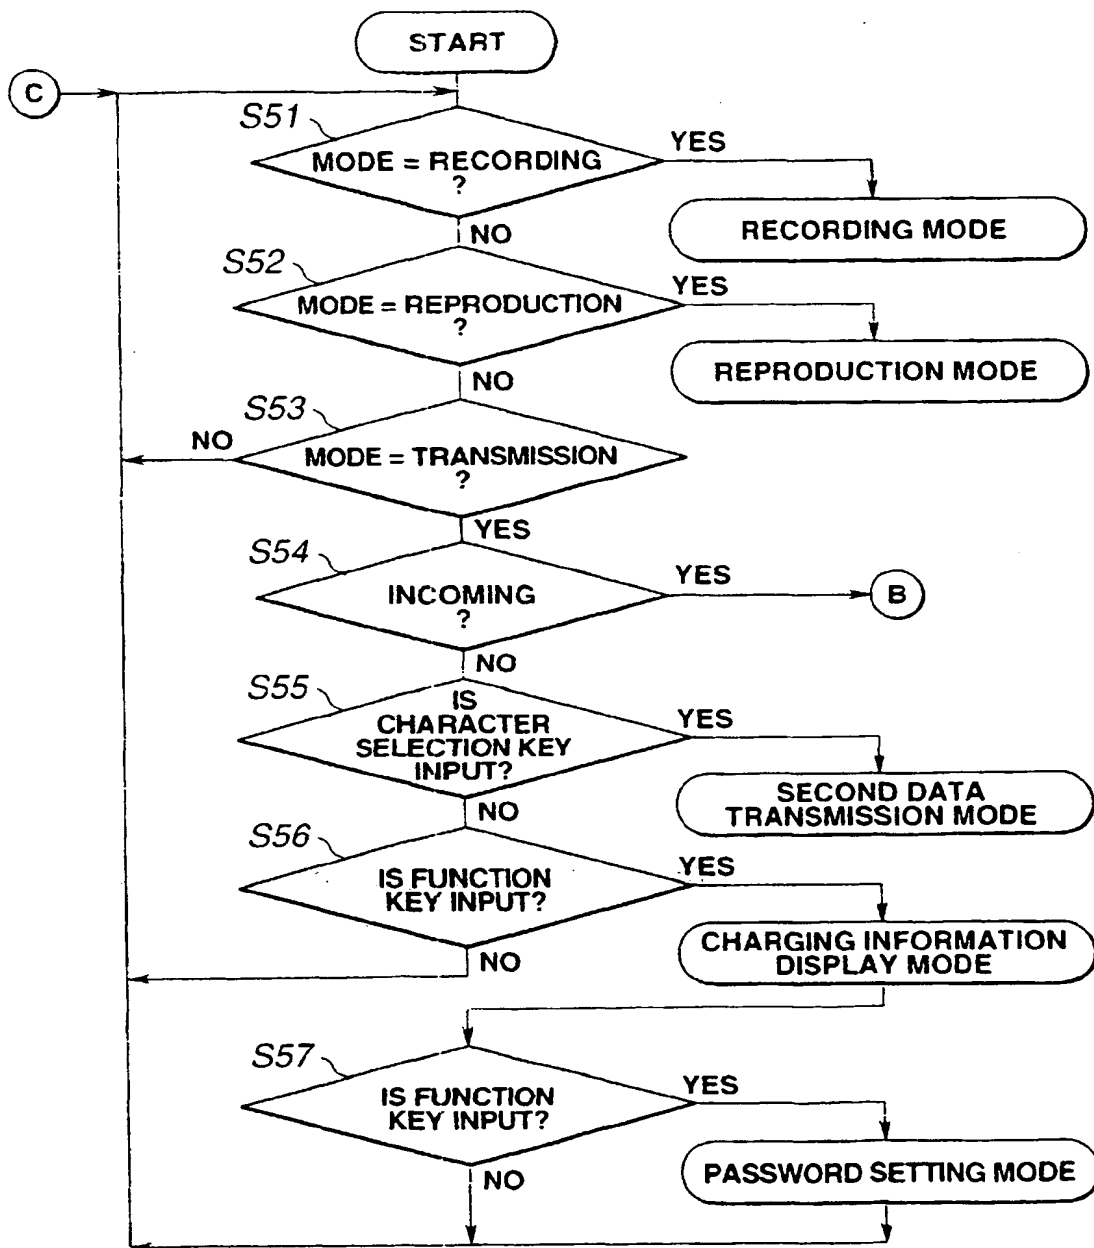 START
C
S51
YES
MODE = RECORDING
?
RECORDING MODE
NO
S52
YES
MODE = REPRODUCTION
?
REPRODUCTION MODE
NO
S53
NO
MODE = TRANSMISSION
?
YES
S54
YES
INCOMING
?
B
NO
S55
IS
CHARACTER
SELECTION KEY
INPUT?
YES
SECOND DATA
TRANSMISSION MODE
NO
S56
YES
IS FUNCTION
KEY INPUT?
CHARGING INFORMATION
DISPLAY MODE
NO
S57
YES
IS FUNCTION
KEY INPUT?
PASSWORD SETTING MODE
NO